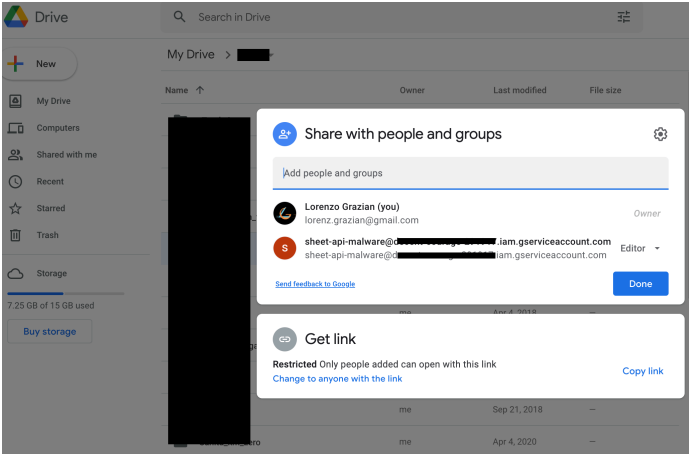 Drive
Search in Drive
New
My Drive
Name
Owner
Last modified
File size
My Drive
Computers
Shared with me
Recent
Starred
Trash
Storage
7.25 GB of 15 GB used
Buy storage
Share with people and groups
Add people and groups
Lorenzo Grazian (you)
lorenz.grazian@gmail.com
Owner
S
sheet-api-malware@d
.iam.gserviceaccount.com
sheet-api-malware@d
.iam.gserviceaccount.com
Editor
Send feedback to Google
Done
me
Apr 4, 2018
Get link
Restricted Only people added can open with this link
Change to anyone with the link
Copy link
me
Sep 21, 2018
me
Apr 4, 2020